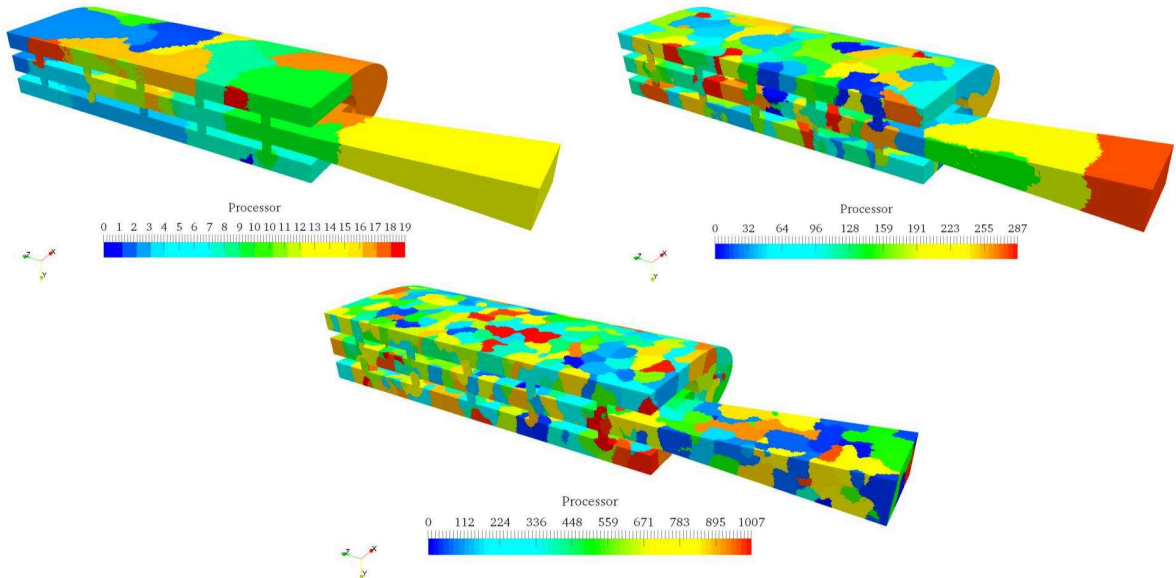 Processor
0 1 2 3 4 5 6 7 8 9 10 10 11 12 13 14 15 16 17 18 19
Z X
Y
Processor
0 32 64 96 128 159 191 223 255 287
Z X
Y
Processor
0 112 224 336 448 559 671 783 895 1007
Z X
Y